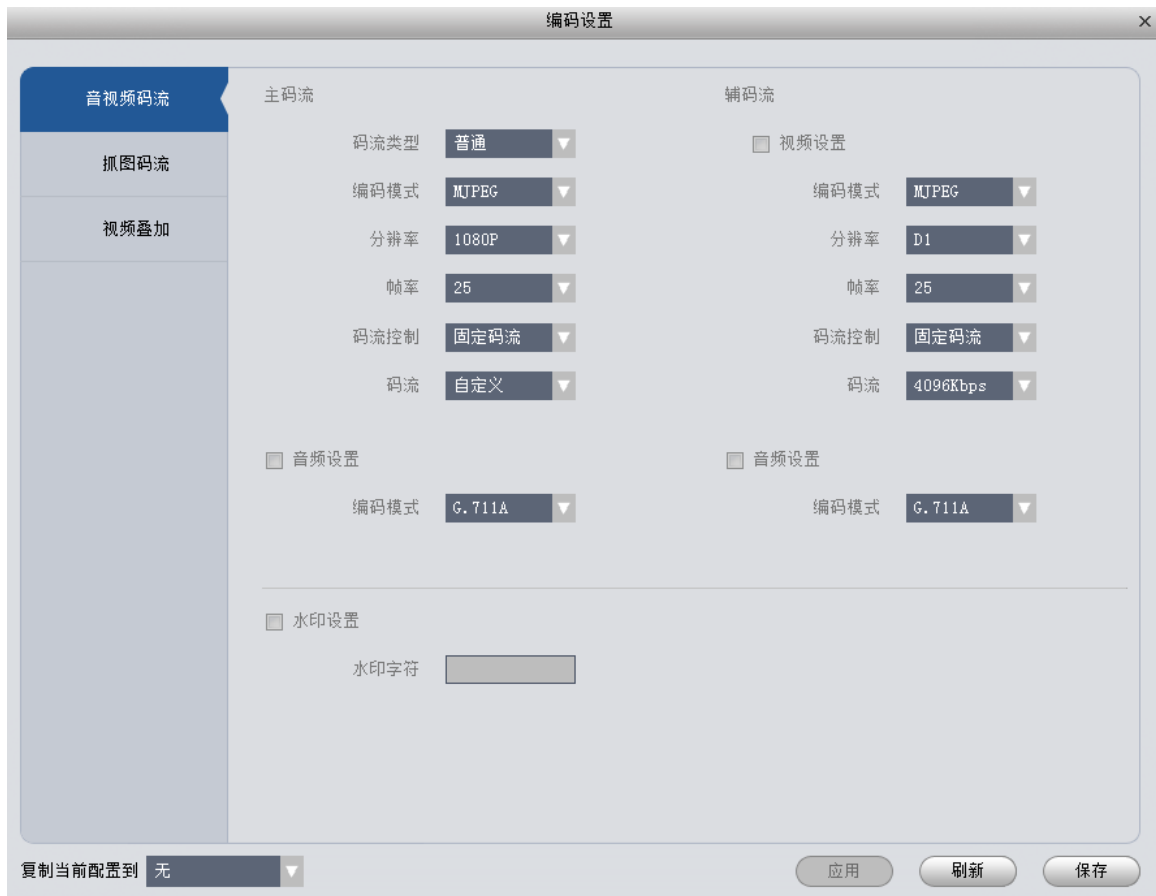 编码设置
音视频码流
抓图码流
视频叠加
主码流
码流类型 普通
编码模式 MJPEG
分辨率 1080P
帧率 25
码流控制 固定码流
码流 自定义
音频设置
编码模式 G.711A
辅码流
视频设置
编码模式 MJPEG
分辨率 D1
帧率 25
码流控制 固定码流
码流 4096Kbps
音频设置
编码模式 G.711A
水印设置
水印字符
复制当前配置到 无
应用 刷新 保存